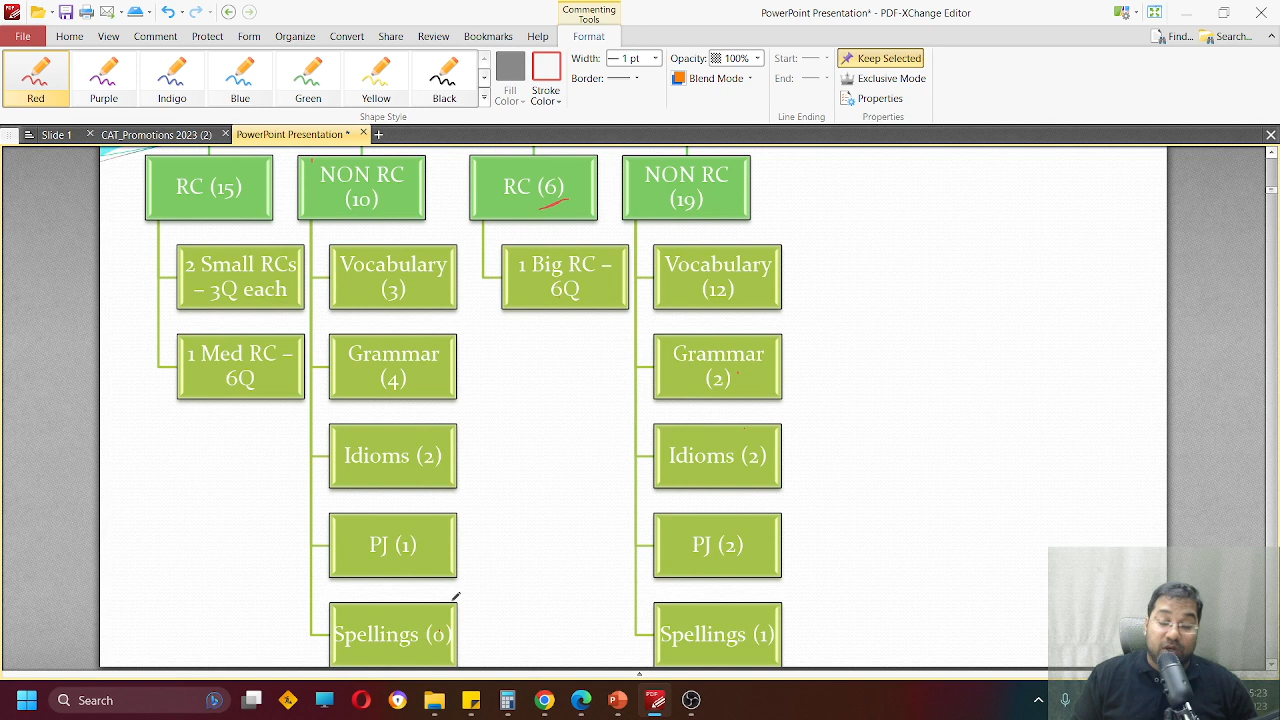 Commenting
Tools
PowerPoint Presentation* - PDF-XChange Editor
File
Home
View
Comment
Protect
Form
Organize
Convert
Share
Review
Bookmarks
Help
Format
Find...
Search...
Red
Purple
Indigo
Blue
Green
Yellow
Black
Fill
Color
Stroke
Color
Width:
1 pt
Border:
Opacity:
100%
Blend Mode
Start:
End:
Keep Selected
Exclusive Mode
Properties
Shape Style
Line Ending
Properties
Slide 1
CAT_Promotions 2023 (2)
PowerPoint Presentation *
RC (15)
NON RC
(10)
RC (6)
NON RC
(19)
2 Small RCs
– 3Q each
Vocabulary
(3)
1 Big RC –
6Q
Vocabulary
(12)
1 Med RC –
6Q
Grammar
(4)
Grammar
(2)
Idioms (2)
Idioms (2)
PJ (1)
PJ (2)
Spellings (0)
Spellings (1)
Search